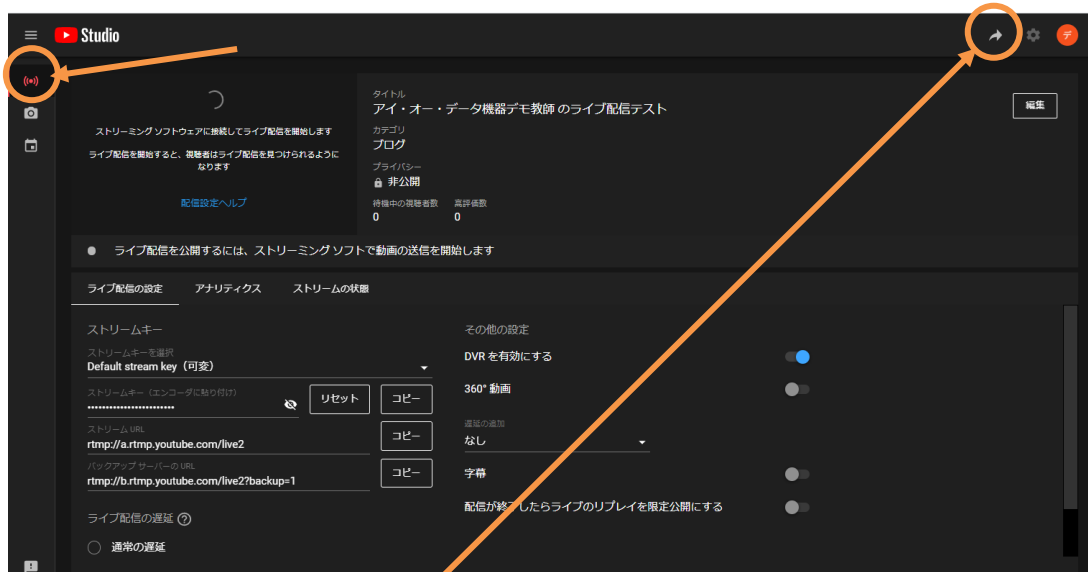 Studio
デ
ストリーミング ソフトウェアに接続してライブ配信を開始します
ライブ配信を開始すると、視聴者はライブ配信を見つけられるように
なります
配信設定ヘルプ
タイトル
アイ・オー・データ機器デモ教師 のライブ配信テスト
カテゴリ
ブログ
プライバシー
非公開
待機中の視聴者数 高評価数
0 0
編集
ライブ配信を公開するには、ストリーミング ソフトで動画の送信を開始します
ライブ配信の設定 アナリティクス ストリームの状態
ストリームキー
ストリームキーを選択
Default stream key（可変）
ストリームキー（エンコーダに貼り付け）
••••••••••••••••••••••••
リセット コピー
ストリーム URL
rtmp://a.rtmp.youtube.com/live2
コピー
バックアップ サーバーの URL
rtmp://b.rtmp.youtube.com/live2?backup=1
コピー
ライブ配信の遅延
通常の遅延
その他の設定
DVR を有効にする
360° 動画
遅延の追加
なし
字幕
配信が終了したらライブのリプレイを限定公開にする